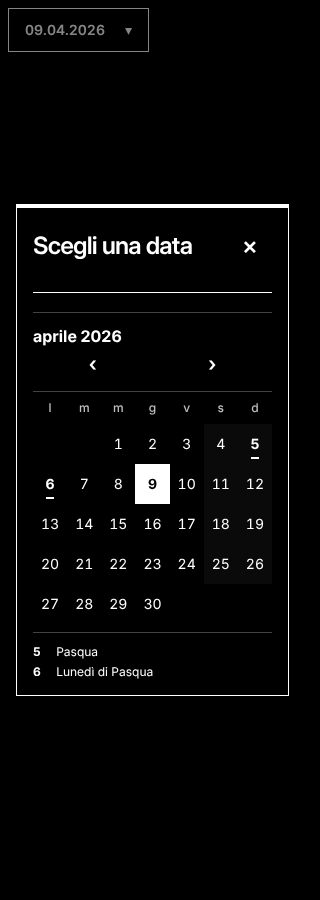 09.04.2026 ▼
Scegli una data ✕
aprile 2026
‹ ›
l m m g v s d
1 2 3 4 5
6 7 8 9 10 11 12
13 14 15 16 17 18 19
20 21 22 23 24 25 26
27 28 29 30
5 Pasqua
6 Lunedì di Pasqua